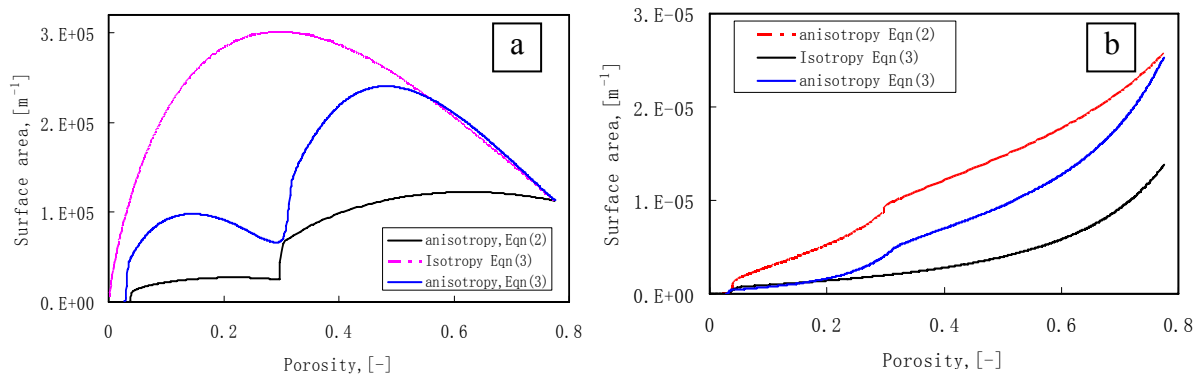 3.E+05
2.E+05
1.E+05
0.E+00
Surface area,[m⁻¹]
a
anisotropy,Eqn(2)
Isotropy Eqn(3)
anisotropy,Eqn(3)
0 0.2 0.4 0.6 0.8
Porosity,[-]
3.E-05
2.E-05
1.E-05
0.E+00
Surface area,[m⁻¹]
b
anisotropy Eqn(2)
Isotropy Eqn(3)
anisotropy Eqn(3)
0 0.2 0.4 0.6 0.8
Porosity,[-]